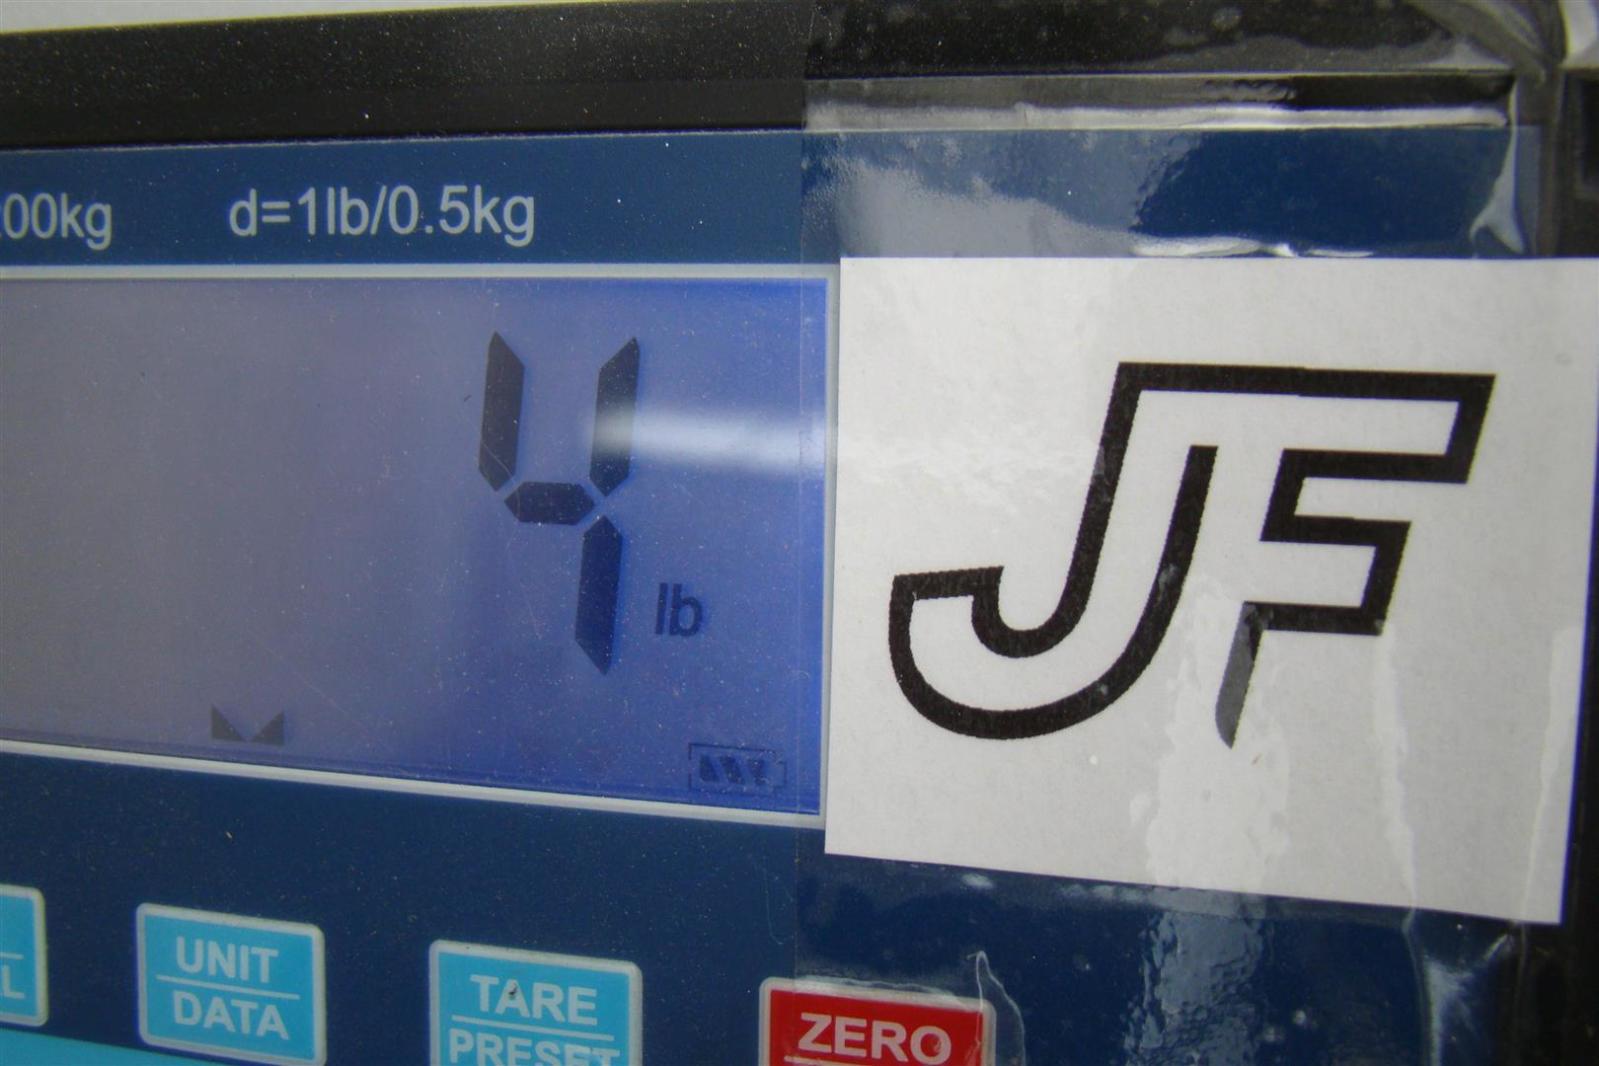 00kg d=1lb/0.5kg
4
lb
JF
L
UNIT
DATA
TARE
PRESET
ZERO